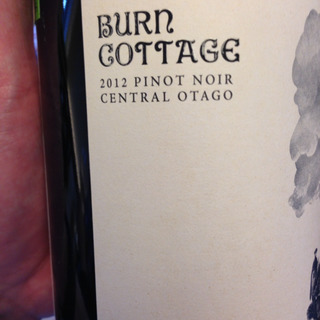 BURN
COTTAGE
2012 PINOT NOIR
CENTRAL OTAGO